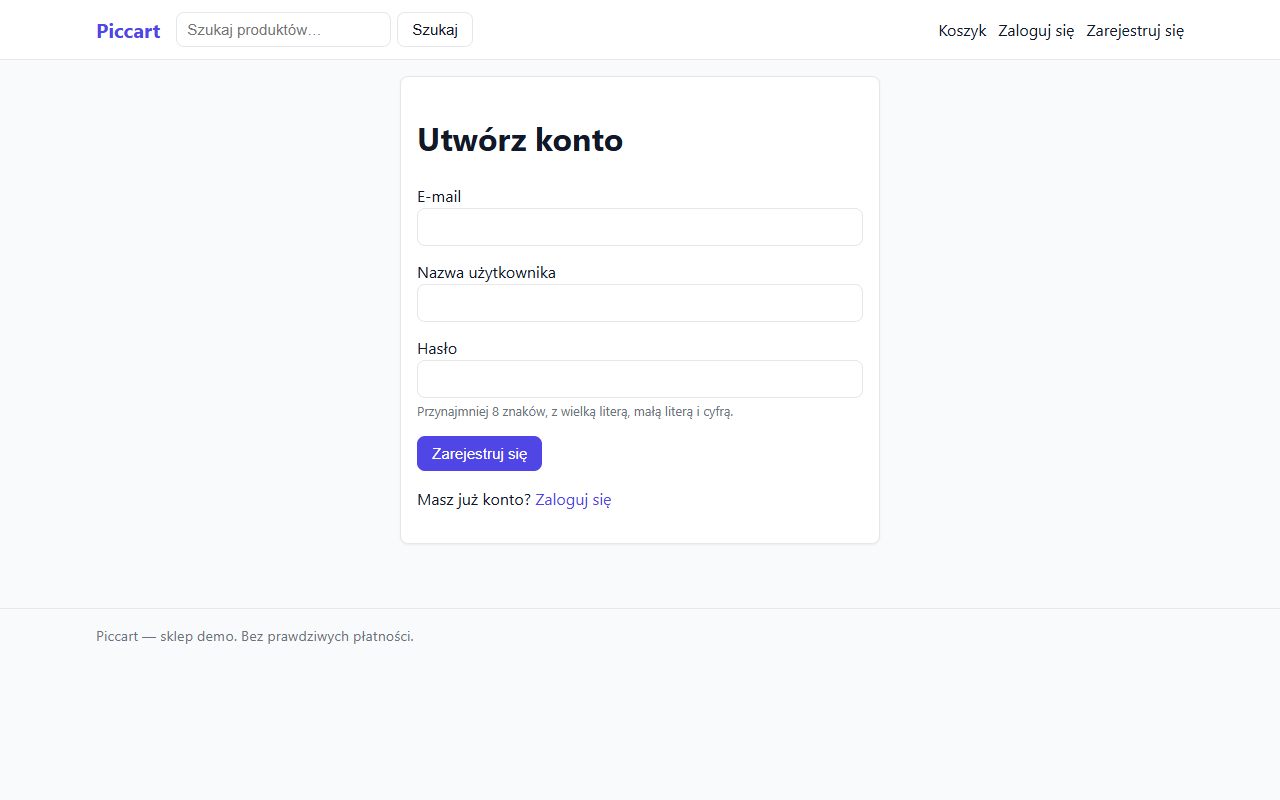 Piccart
Szukaj produktów…
Szukaj
Koszyk
Zaloguj się
Zarejestruj się
Utwórz konto
E-mail
Nazwa użytkownika
Hasło
Przynajmniej 8 znaków, z wielką literą, małą literą i cyfrą.
Zarejestruj się
Masz już konto? Zaloguj się
Piccart — sklep demo. Bez prawdziwych płatności.